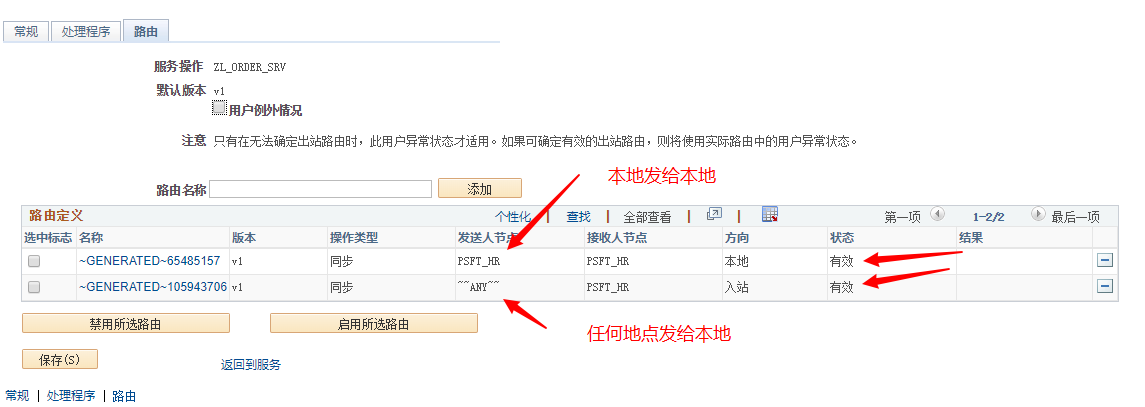 常规 处理程序 路由
服务操作 ZL_ORDER_SRV
默认版本 v1
用户例外情况
注意 只有在无法确定出站路由时，此用户异常状态才适用。如果可确定有效的出站路由，则将使用实际路由中的用户异常状态。
本地发给本地
路由名称 添加
路由定义 个性化 | 查找 | 全部查看 | | 第一项 1-2/2 最后一项
选中标志 名称 版本 操作类型 发送人节点 接收人节点 方向 状态 结果
~GENERATED~65485157 v1 同步 PSFT_HR PSFT_HR 本地 有效
~GENERATED~105943706 v1 同步 ~~ANY~~ PSFT_HR 入站 有效
禁用所选路由 启用所选路由
任何地点发给本地
保存(S) 返回到服务
常规 | 处理程序 | 路由